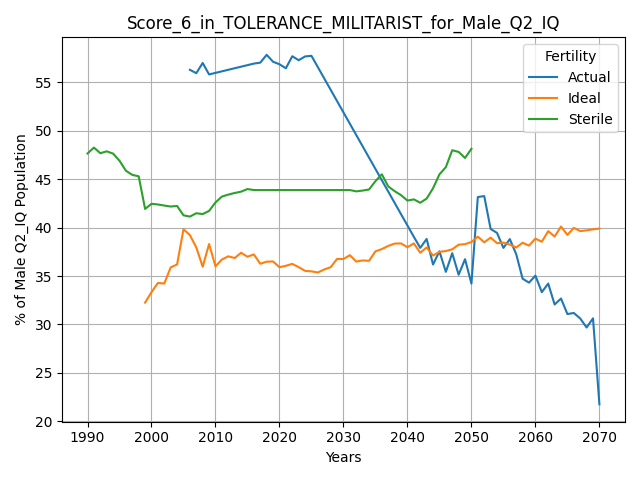 Score_6_in_TOLERANCE_MILITARIST_for_Male_Q2_IQ
Fertility
Actual
Ideal
Sterile
% of Male Q2_IQ Population
55
50
45
40
35
30
25
20
1990
2000
2010
2020
2030
2040
2050
2060
2070
Years